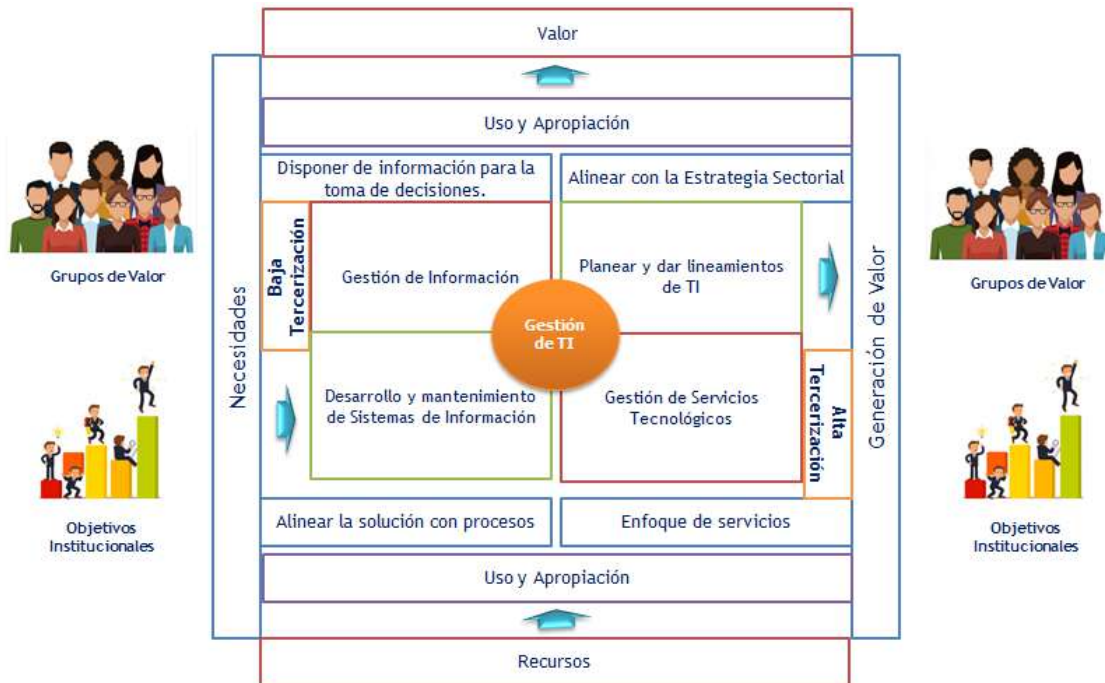 Valor
Uso y Apropiación
Disponer de información para la
toma de decisiones.
Alinear con la Estrategia Sectorial
Grupos de Valor
Objetivos
Institucionales
Necesidades
Baja
Tercerización
Gestión de Información
Planear y dar lineamientos
de TI
Gestión
de TI
Desarrollo y mantenimiento
de Sistemas de Información
Gestión de Servicios
Tecnológicos
Alta
Tercerización
Generación de Valor
Grupos de Valor
Objetivos
Institucionales
Alinear la solución con procesos
Enfoque de servicios
Uso y Apropiación
Recursos